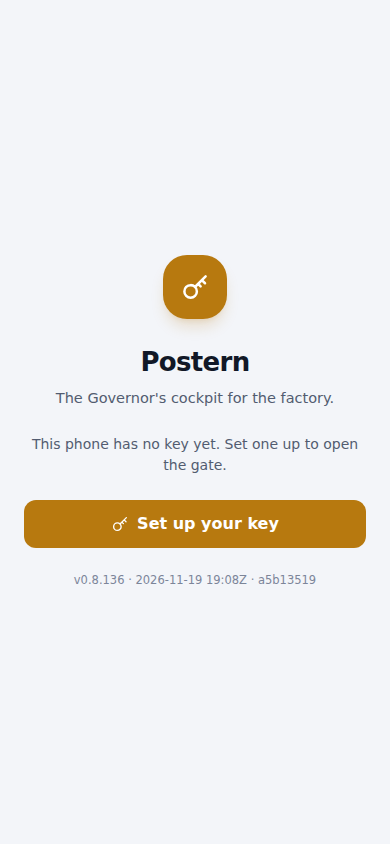 Postern
The Governor's cockpit for the factory.
This phone has no key yet. Set one up to open
the gate.
Set up your key
v0.8.136 · 2026-11-19 19:08Z · a5b13519